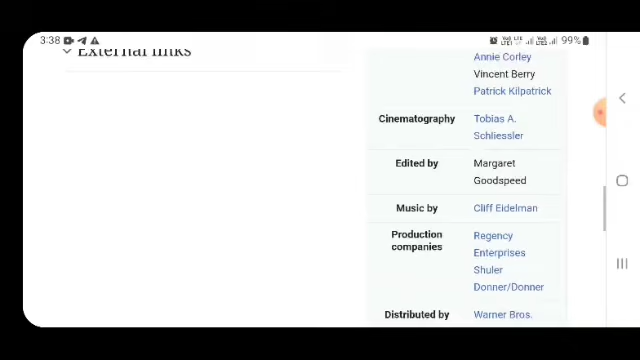 3:38
99%
External links
Annie Corley
Vincent Berry
Patrick Kilpatrick
Cinematography
Tobias A.
Schliessler
Edited by
Margaret
Goodspeed
Music by
Cliff Eidelman
Production
companies
Regency
Enterprises
Shuler
Donner/Donner
Distributed by
Warner Bros.